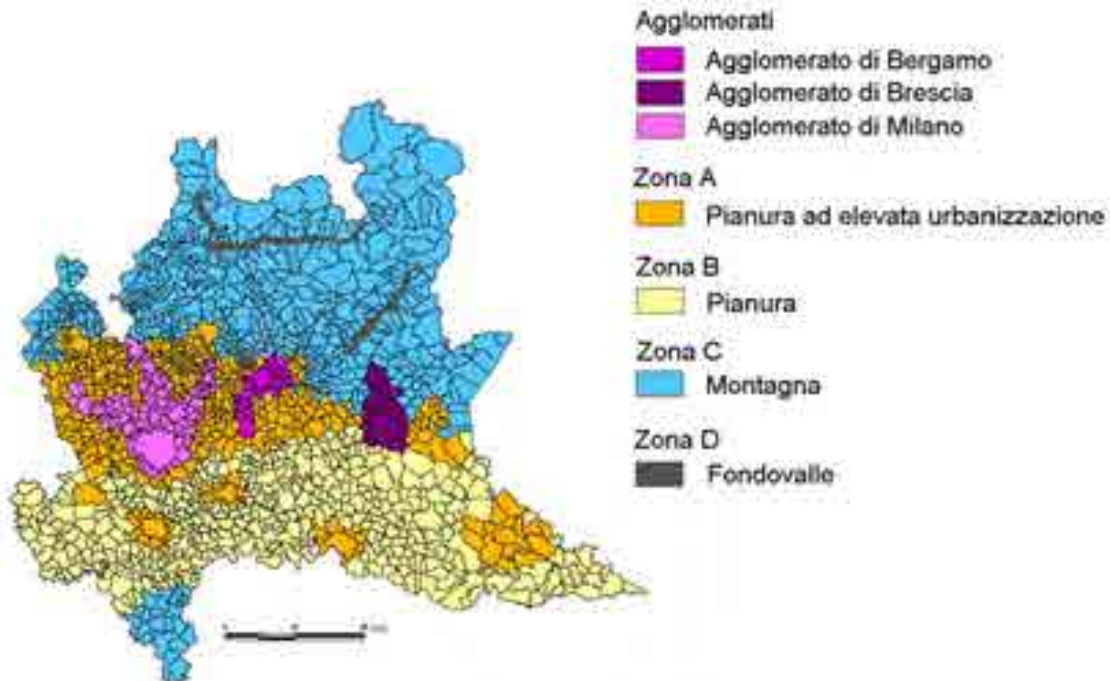 Agglomerati
Agglomerato di Bergamo
Agglomerato di Brescia
Agglomerato di Milano
Zona A
Pianura ad elevata urbanizzazione
Zona B
Pianura
Zona C
Montagna
Zona D
Fondovalle